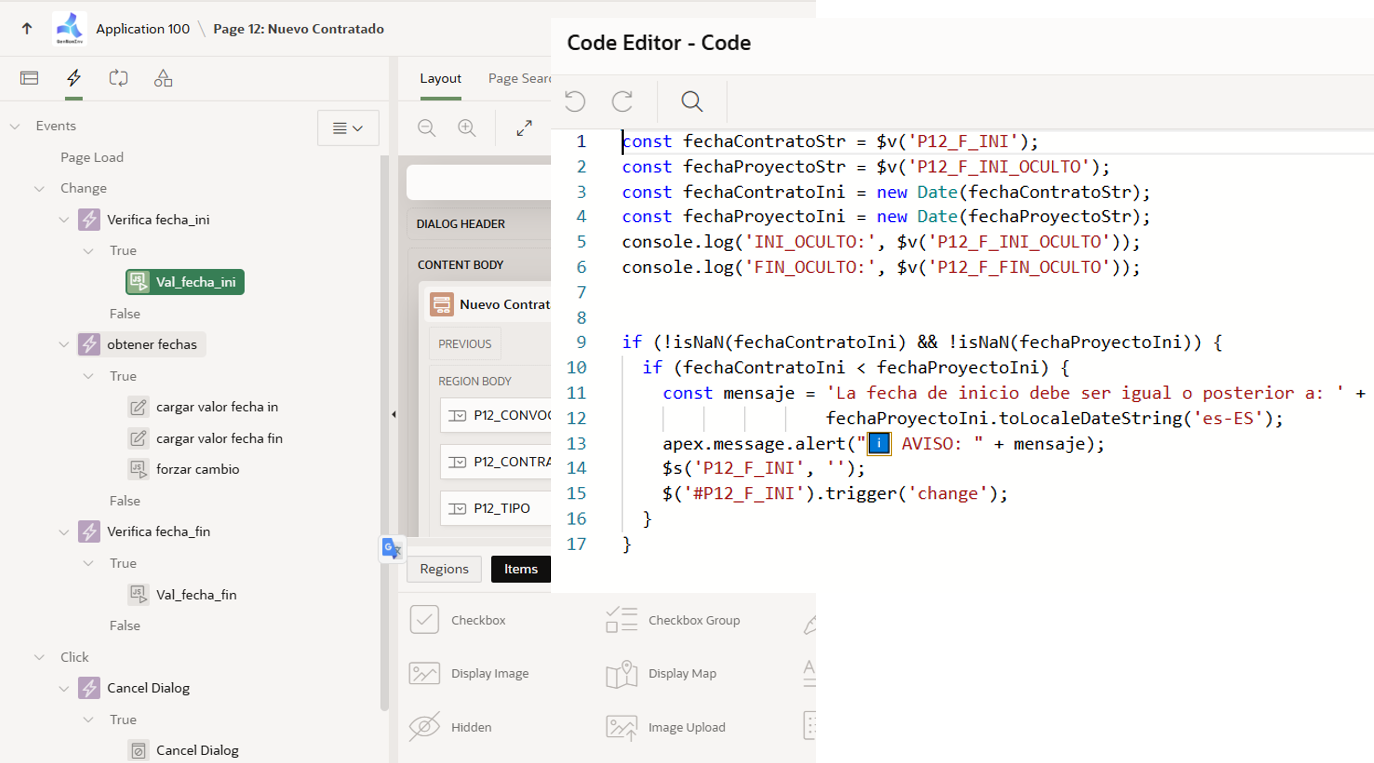 Application 100 \ Page 12: Nuevo Contratado
Layout
Page Searc
Events
Page Load
Change
Verifica fecha_ini
True
Val_fecha_ini
False
obtener fechas
True
cargar valor fecha in
cargar valor fecha fin
forzar cambio
False
Verifica fecha_fin
True
Val_fecha_fin
False
Click
Cancel Dialog
True
Cancel Dialog
DIALOG HEADER
CONTENT BODY
Nuevo Contrat
PREVIOUS
REGION BODY
P12_CONVOC
P12_CONTRA
P12_TIPO
Regions
Items
Checkbox
Checkbox Group
Display Image
Display Map
Hidden
Image Upload
Code Editor - Code
1 const fechaContratoStr = $v('P12_F_INI');
2 const fechaProyectoStr = $v('P12_F_INI_OCULTO');
3 const fechaContratoIni = new Date(fechaContratoStr);
4 const fechaProyectoIni = new Date(fechaProyectoStr);
5 console.log('INI_OCULTO:', $v('P12_F_INI_OCULTO'));
6 console.log('FIN_OCULTO:', $v('P12_F_FIN_OCULTO'));
7
8
9 if (!isNaN(fechaContratoIni) && !isNaN(fechaProyectoIni)) {
10 if (fechaContratoIni < fechaProyectoIni) {
11 const mensaje = 'La fecha de inicio debe ser igual o posterior a: ' +
12 fechaProyectoIni.toLocaleDateString('es-ES');
13 apex.message.alert("ℹ️ AVISO: " + mensaje);
14 $s('P12_F_INI', '');
15 $('#P12_F_INI').trigger('change');
16 }
17 }